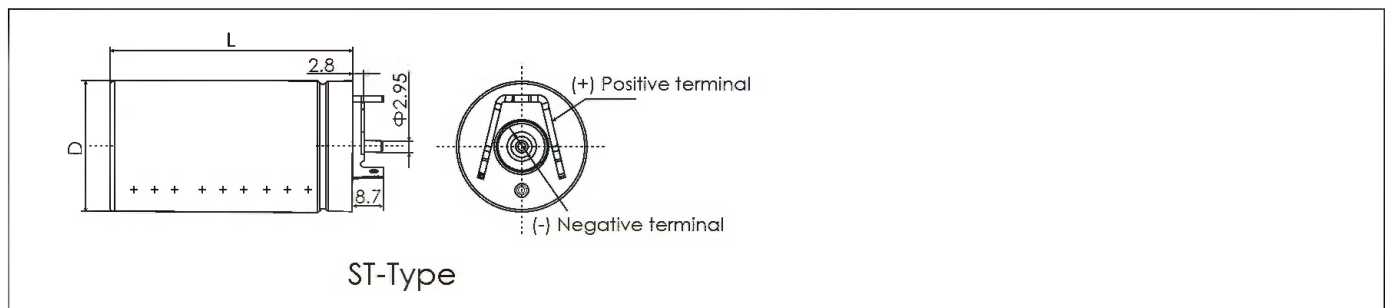 L
2.8
Φ2.95
(+) Positive terminal
D
+ + + + + + + + +
8.7
(-) Negative terminal
ST-Type